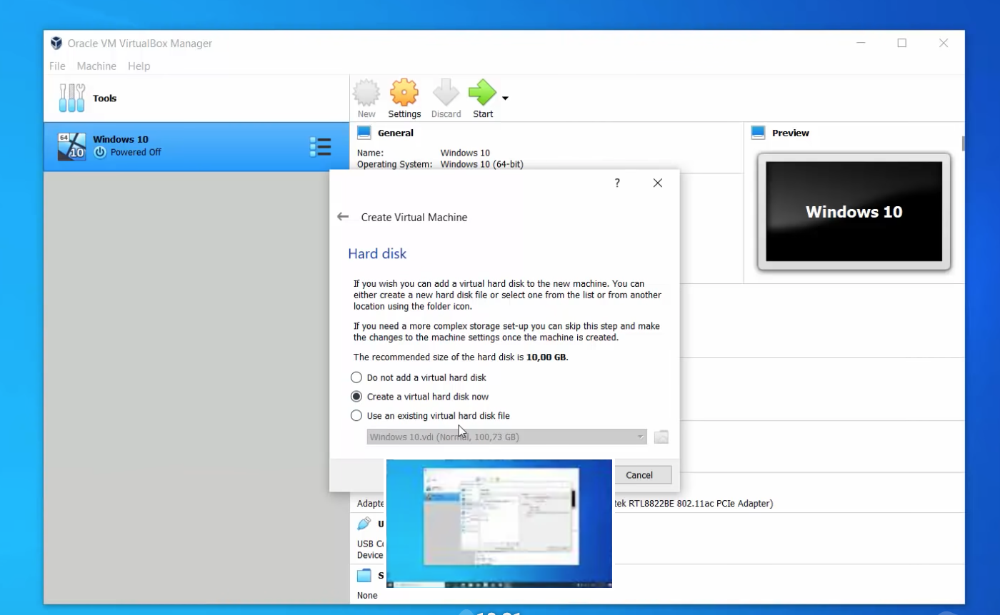 Oracle VM VirtualBox Manager
File Machine Help
Tools
New Settings Discard Start
64
10
Windows 10
Powered Off
General
Name: Windows 10
Operating System: Windows 10 (64-bit)
Preview
Windows 10
?
Create Virtual Machine
Hard disk
If you wish you can add a virtual hard disk to the new machine. You can
either create a new hard disk file or select one from the list or from another
location using the folder icon.
If you need a more complex storage set-up you can skip this step and make
the changes to the machine settings once the machine is created.
The recommended size of the hard disk is 10,00 GB.
Do not add a virtual hard disk
Create a virtual hard disk now
Use an existing virtual hard disk file
Windows 10.vdi (Normal, 100,73 GB)
Cancel
Adapte
tek RTL8822BE 802.11ac PCIe Adapter)
U
USB Co
Device
S
None